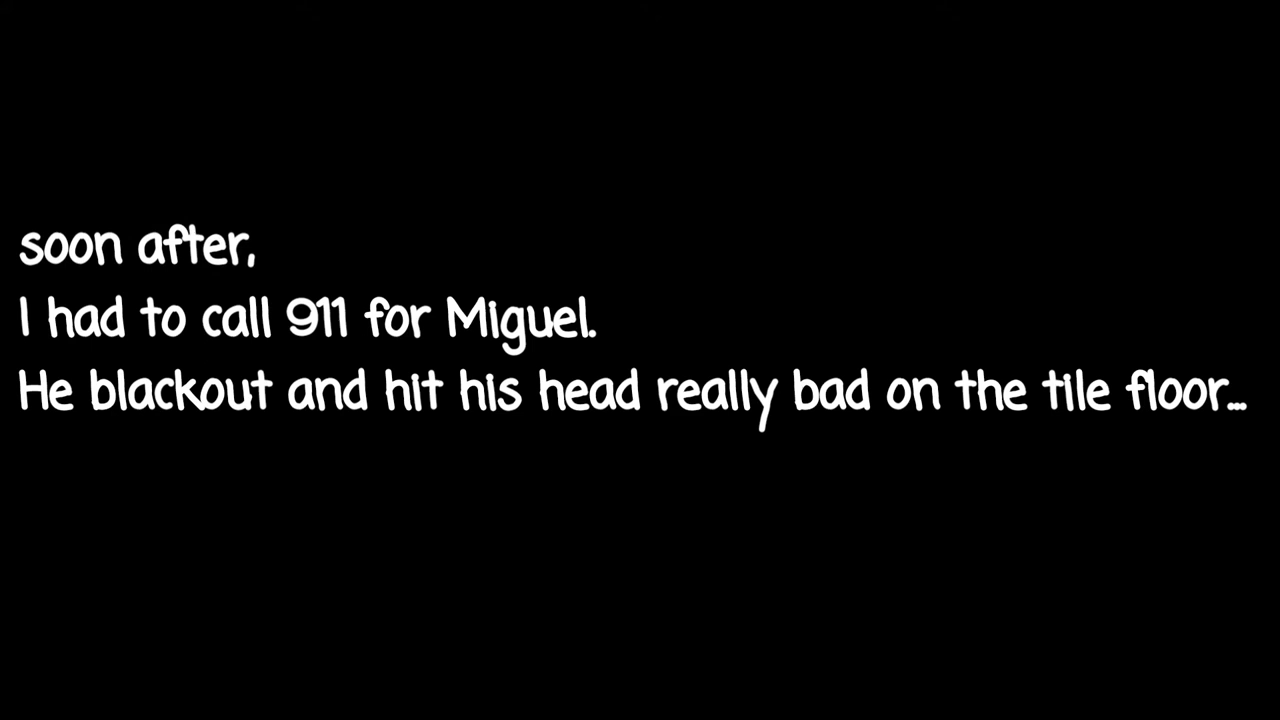 soon after,
I had to call 911 for Miguel.
He blackout and hit his head really bad on the tile floor...